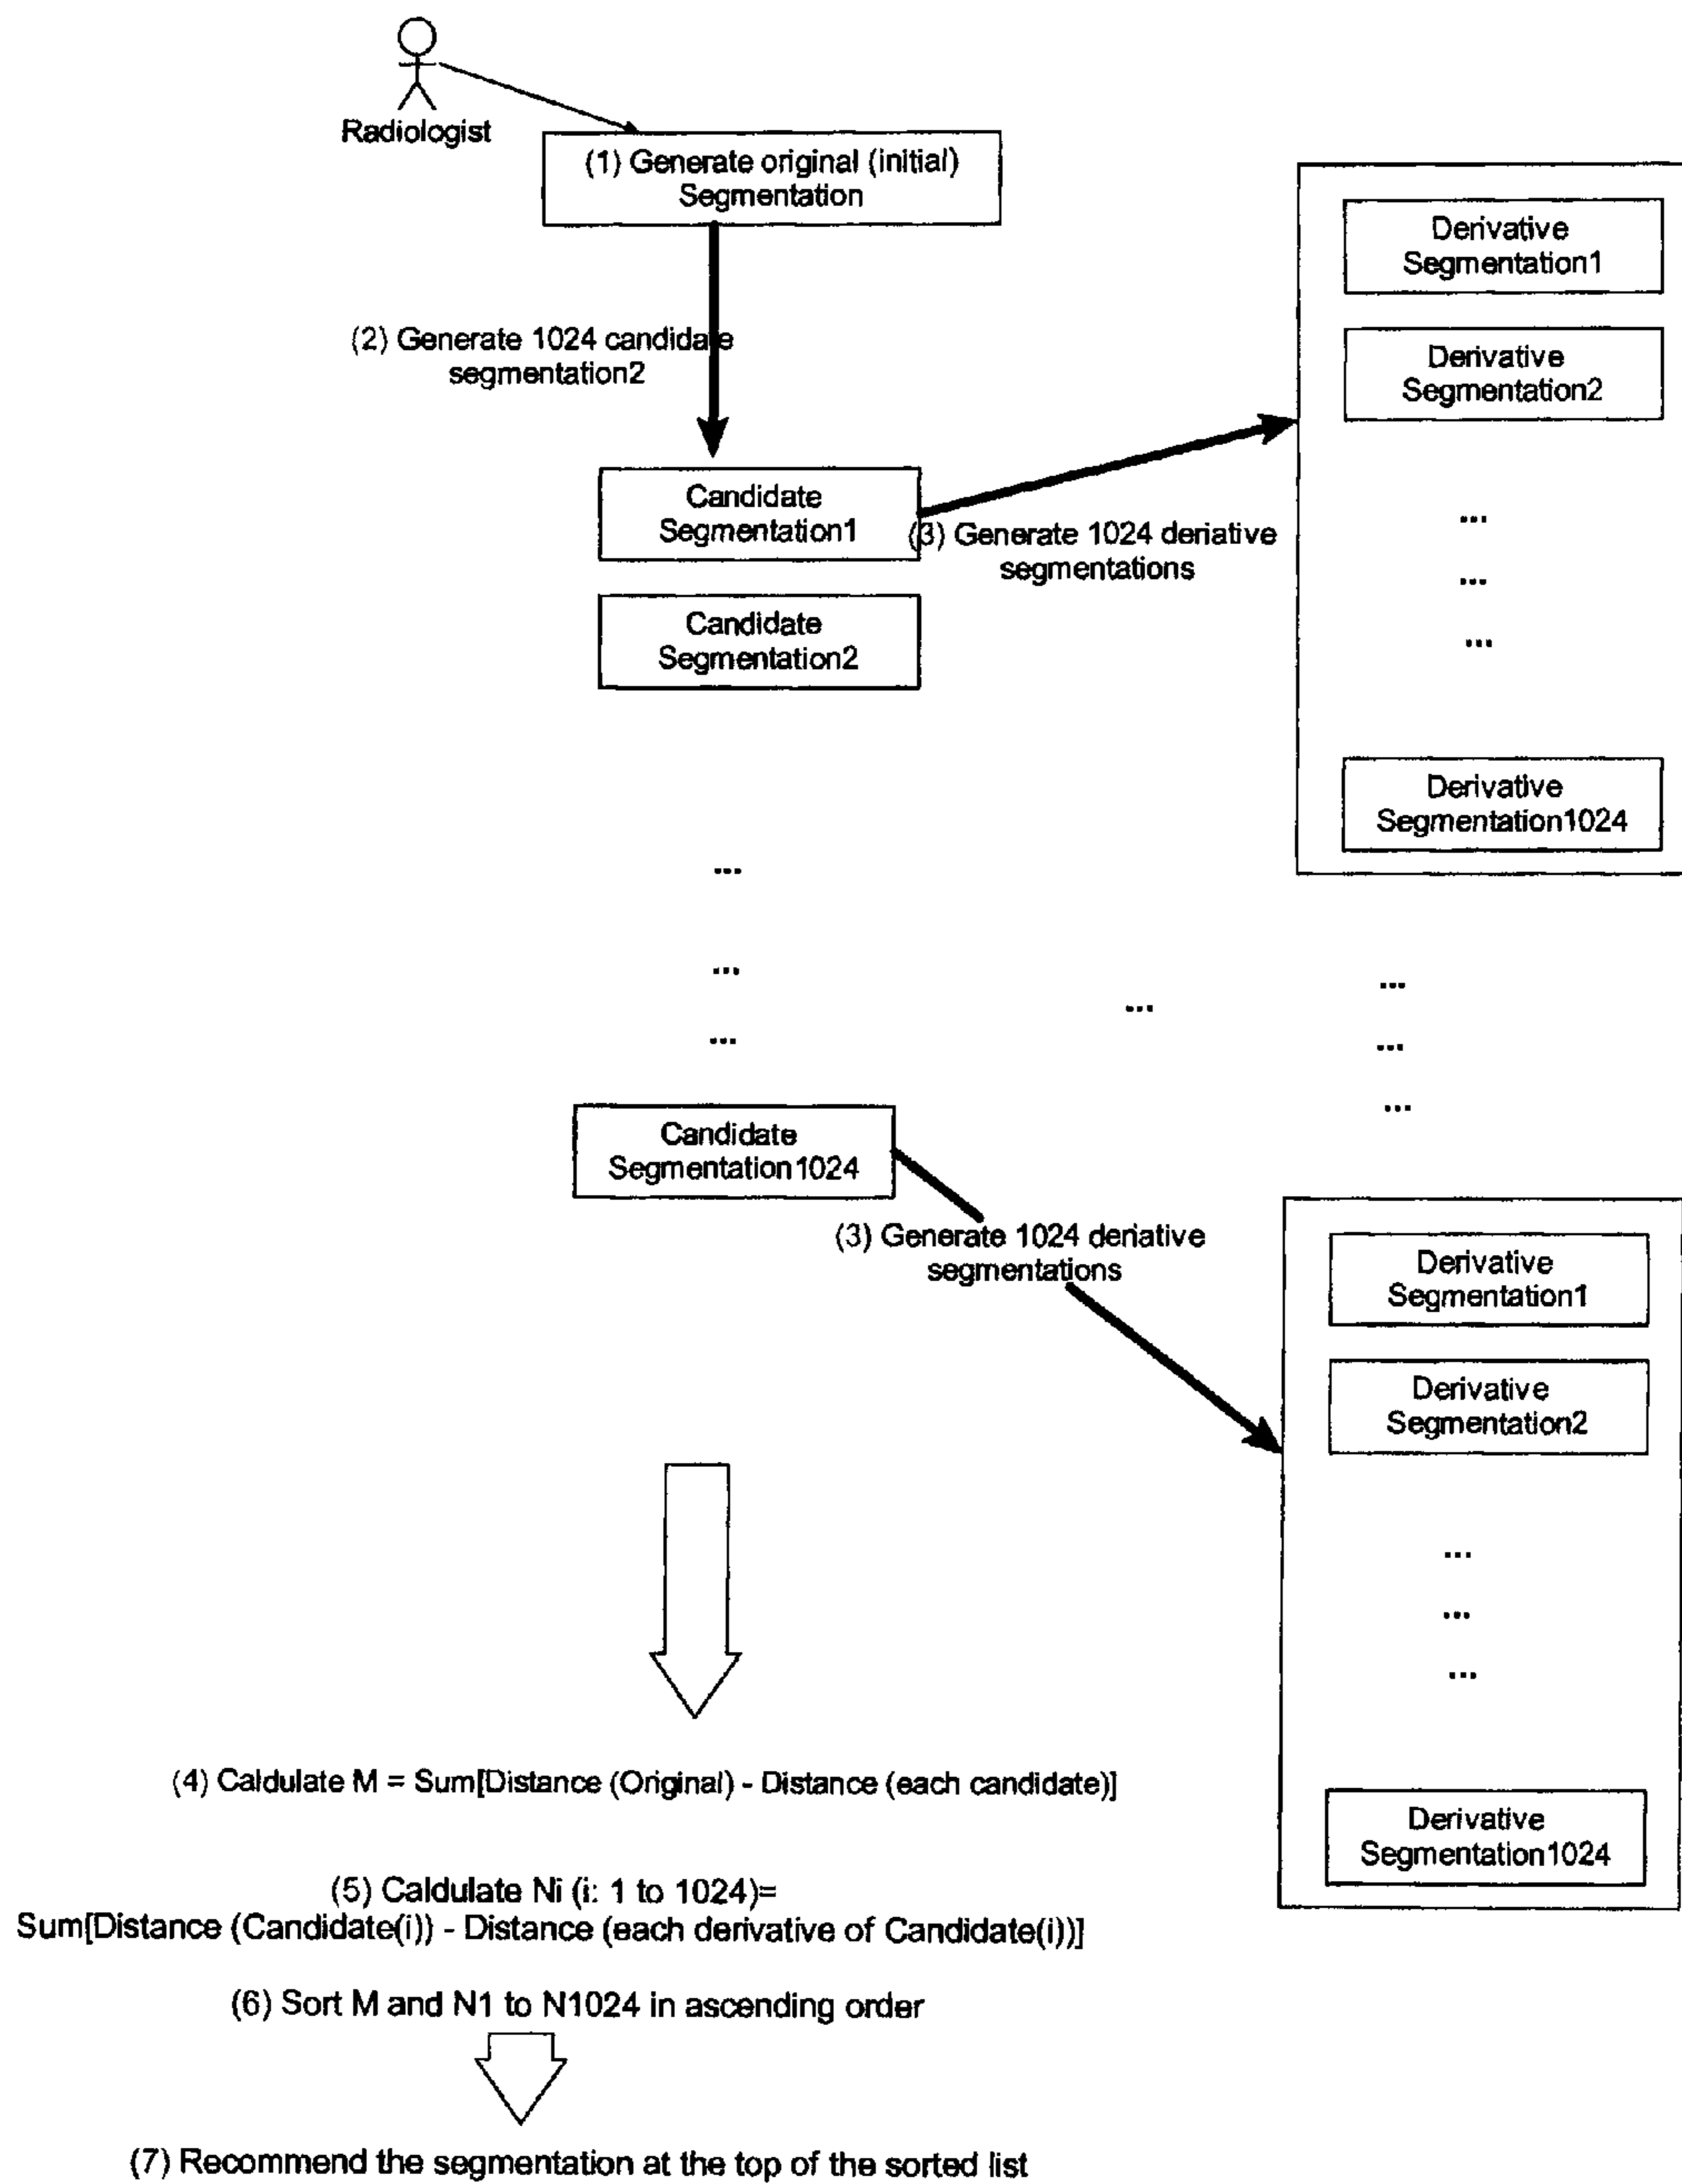 Radiologist
(1) Generate original (initial)
Segmentation
(2) Generate 1024 candidate
segmentation2
Candidate
Segmentation1
(3) Generate 1024 deriative
segmentations
Candidate
Segmentation2
Derivative
Segmentation1
Derivative
Segmentation2
...
...
...
Derivative
Segmentation1024
...
...
...
...
...
...
...
Candidate
Segmentation1024
(3) Generate 1024 deriative
segmentations
Derivative
Segmentation1
Derivative
Segmentation2
...
...
...
Derivative
Segmentation1024
(4) Caldulate M = Sum[Distance (Original) - Distance (each candidate)]
(5) Caldulate Ni (i: 1 to 1024)=
Sum[Distance (Candidate(i)) - Distance (each derivative of Candidate(i))]
(6) Sort M and N1 to N1024 in ascending order
(7) Recommend the segmentation at the top of the sorted list